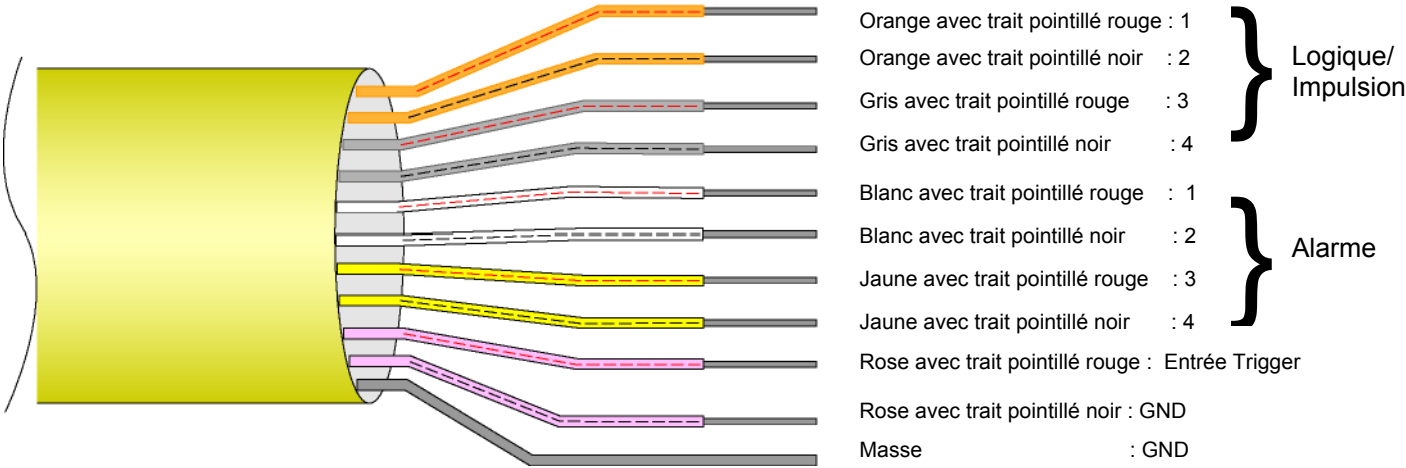 Orange avec trait pointillé rouge : 1
Orange avec trait pointillé noir : 2
Gris avec trait pointillé rouge : 3
Gris avec trait pointillé noir : 4
Logique/
Impulsion
Blanc avec trait pointillé rouge : 1
Blanc avec trait pointillé noir : 2
Jaune avec trait pointillé rouge : 3
Jaune avec trait pointillé noir : 4
Alarme
Rose avec trait pointillé rouge : Entrée Trigger
Rose avec trait pointillé noir : GND
Masse : GND